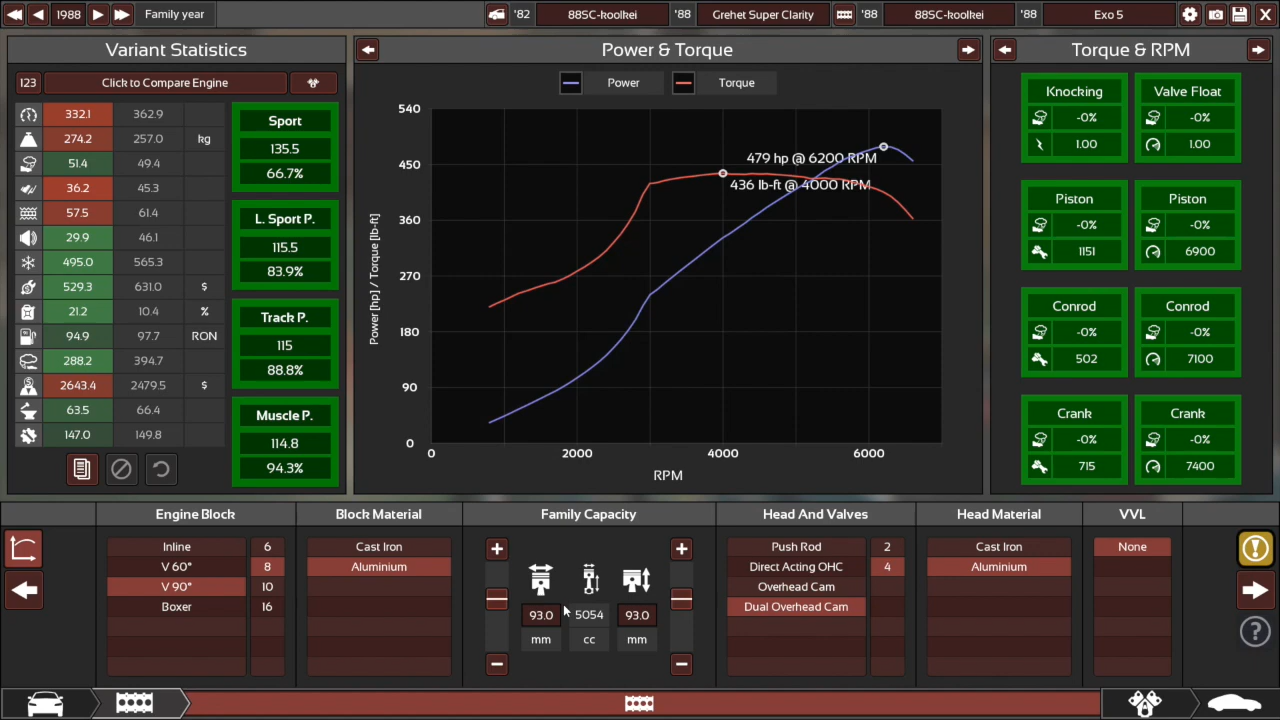 1988
Family year
'82
88SC-koolkei
'88
Grehet Super Clarity
'88
88SC-koolkei
'88
Exo 5
Variant Statistics
123
Click to Compare Engine
332.1 362.9
274.2 257.0 kg
51.4 49.4
36.2 45.3
57.5 61.4
29.9 46.1
495.0 565.3
529.3 631.0 $
21.2 10.4 %
94.9 97.7 RON
288.2 394.7
2643.4 2479.5 $
63.5 66.4
147.0 149.8
Sport
135.5
66.7%
L. Sport P.
115.5
83.9%
Track P.
115
88.8%
Muscle P.
114.8
94.3%
Power & Torque
Power
Torque
Power [hp] / Torque [lb-ft]
540
450
360
270
180
90
0
479 hp @ 6200 RPM
436 lb-ft @ 4000 RPM
0 2000 4000 6000
RPM
Torque & RPM
Knocking
-0%
1.00
Valve Float
-0%
1.00
Piston
-0%
1151
Piston
-0%
6900
Conrod
-0%
502
Conrod
-0%
7100
Crank
-0%
715
Crank
-0%
7400
Engine Block
Inline 6
V 60° 8
V 90° 10
Boxer 16
Block Material
Cast Iron
Aluminium
Family Capacity
93.0 5054 93.0
mm cc mm
Head And Valves
Push Rod 2
Direct Acting OHC 4
Overhead Cam
Dual Overhead Cam
Head Material
Cast Iron
Aluminium
VVL
None